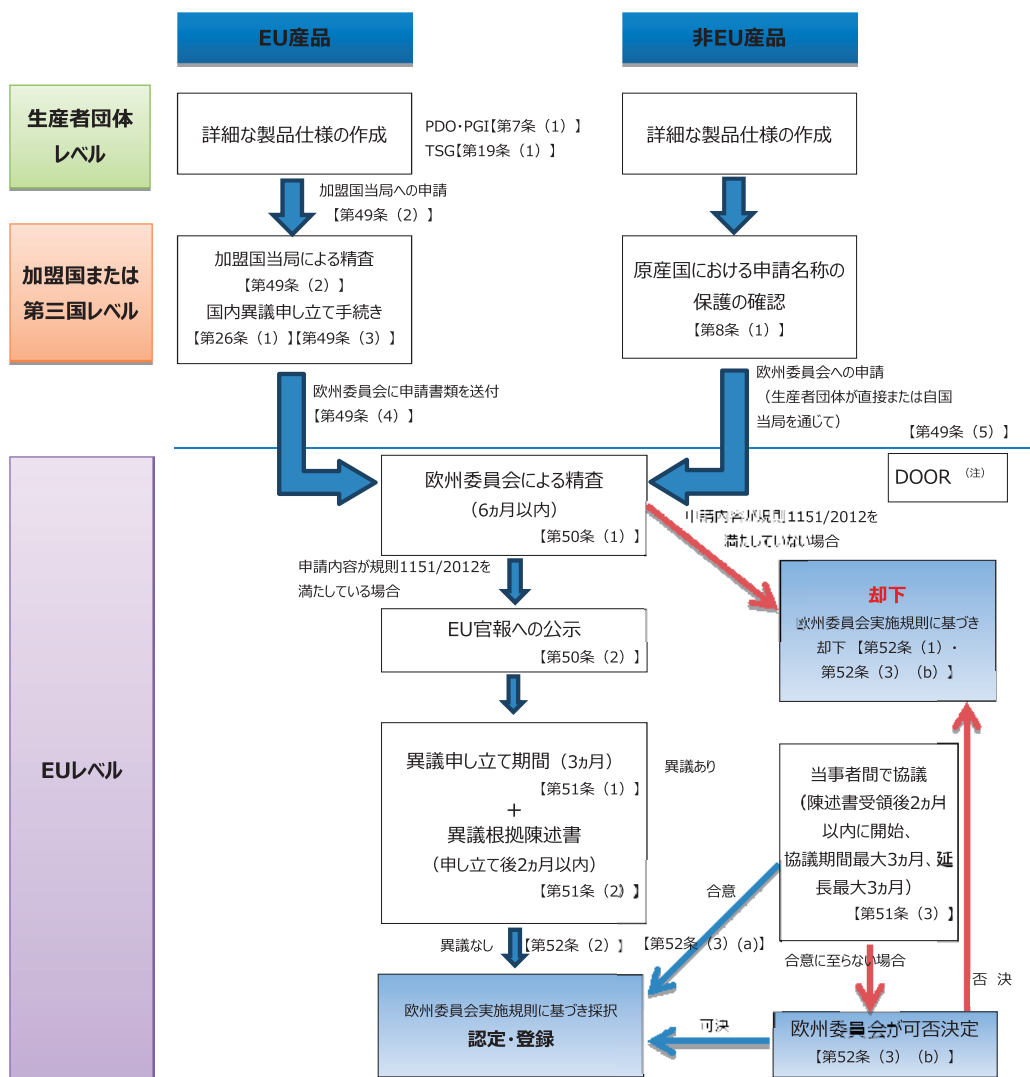 EU産品
非EU産品
生産者団体
レベル
詳細な製品仕様の作成
PDO・PGI【第7条（1）】
TSG【第19条（1）】
詳細な製品仕様の作成
加盟国当局への申請
【第49条（2）】
加盟国または
第三国レベル
加盟国当局による精査
【第49条（2）】
国内異議申し立て手続き
【第26条（1）】【第49条（3）】
原産国における申請名称の
保護の確認
【第8条（1）】
欧州委員会に申請書類を送付
【第49条（4）】
欧州委員会への申請
（生産者団体が直接または自国
当局を通じて）
【第49条（5）】
EUレベル
欧州委員会による精査
（6ヵ月以内）
【第50条（1）】
DOOR （注）
申請内容が規則1151/2012を
満たしていない場合
申請内容が規則1151/2012を
満たしている場合
却下
欧州委員会実施規則に基づき
却下 【第52条（1）・
第52条（3）（b）】
EU官報への公示
【第50条（2）】
異議申し立て期間（3ヵ月）
【第51条（1）】
＋
異議根拠陳述書
（申し立て後2ヵ月以内）
【第51条（2）】
異議あり
当事者間で協議
（陳述書受領後2ヵ月
以内に開始、
協議期間最大3ヵ月、延
長最大3ヵ月）
【第51条（3）】
合意
異議なし 【第52条（2）】
【第52条（3）(a)】
合意に至らない場合
否 決
欧州委員会実施規則に基づき採択
認定・登録
可決
欧州委員会が可否決定
【第52条（3）（b）】